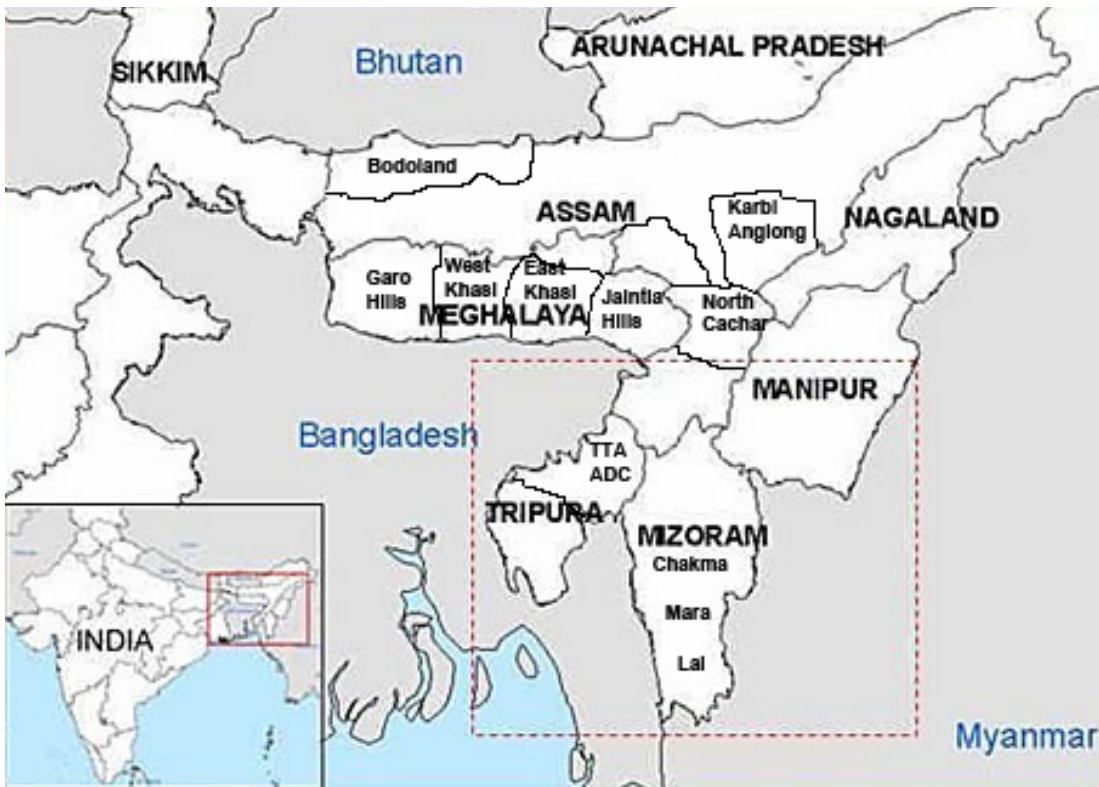 ARUNACHAL PRADESH
Bhutan
SIKKIM
Bodoland
Karbi
Anglong
ASSAM
NAGALAND
Garo
Hills
West
Khasi
East
Khasi
Jaintia
Hills
North
Cachar
MEGHALAYA
MANIPUR
Bangladesh
TTA
ADC
TRIPURA
MIZORAM
Chakma
Mara
Lai
INDIA
Myanmar